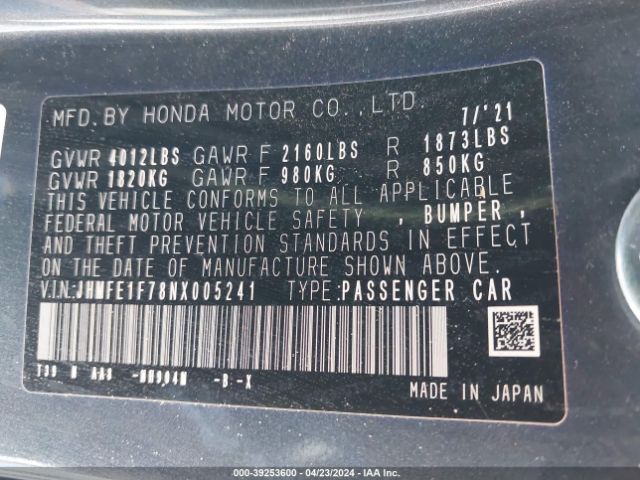 MFD.BY HONDA MOTOR CO.,LTD. 7/'21
GVWR 4012LBS GAWR F 2160LBS R 1873LBS
GVWR 1820KG GAWR F 980KG R 850KG
THIS VEHICLE CONFORMS TO ALL APPLICABLE
FEDERAL MOTOR VEHICLE SAFETY , BUMPER ,
AND THEFT PREVENTION STANDARDS IN EFFECT
ON THE DATE OF MANUFACTURE SHOWN ABOVE.
VIN:JHMFE1F78NX005241 TYPE:PASSENGER CAR
-B -X
MADE IN JAPAN
000-39253600 - 04/23/2024 - IAA Inc.